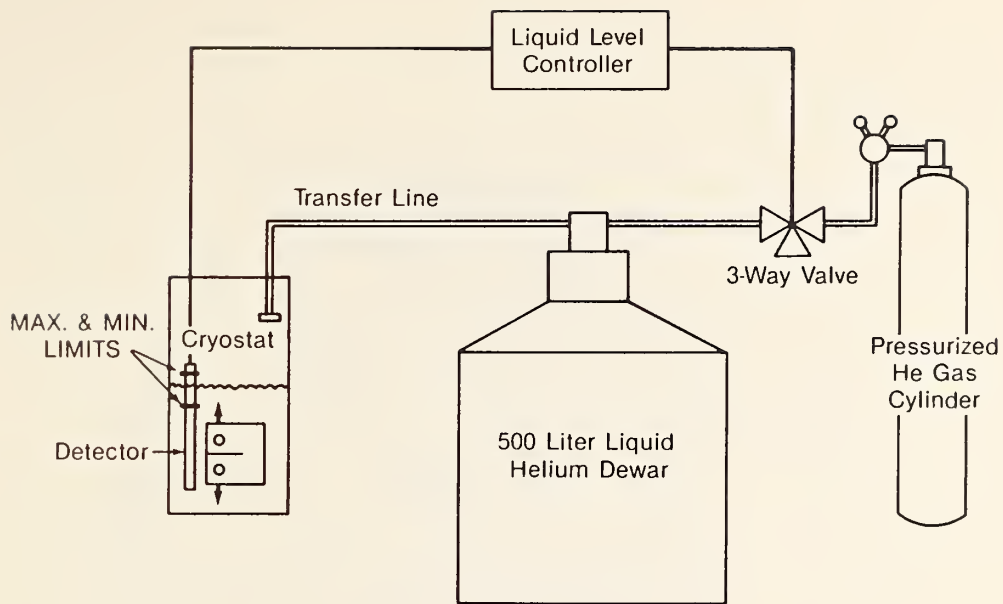 Liquid Level
Controller
Transfer Line
3-Way Valve
MAX. & MIN.
LIMITS
Cryostat
Pressurized
He Gas
Cylinder
Detector
500 Liter Liquid
Helium Dewar